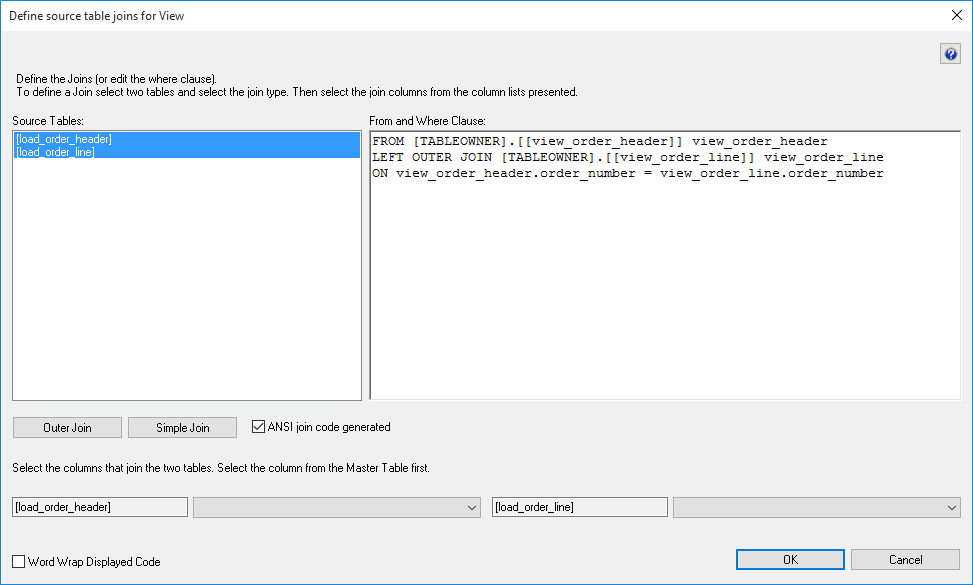 Define source table joins for View
Define the Joins (or edit the where clause).
To define a Join select two tables and select the join type. Then select the join columns from the column lists presented.
Source Tables:
[load_order_header]
[load_order_line]
From and Where Clause:
FROM [TABLEOWNER].[[view_order_header]] view_order_header
LEFT OUTER JOIN [TABLEOWNER].[[view_order_line]] view_order_line
ON view_order_header.order_number = view_order_line.order_number
Outer Join
Simple Join
ANSI join code generated
Select the columns that join the two tables. Select the column from the Master Table first.
[load_order_header]
[load_order_line]
Word Wrap Displayed Code
OK
Cancel